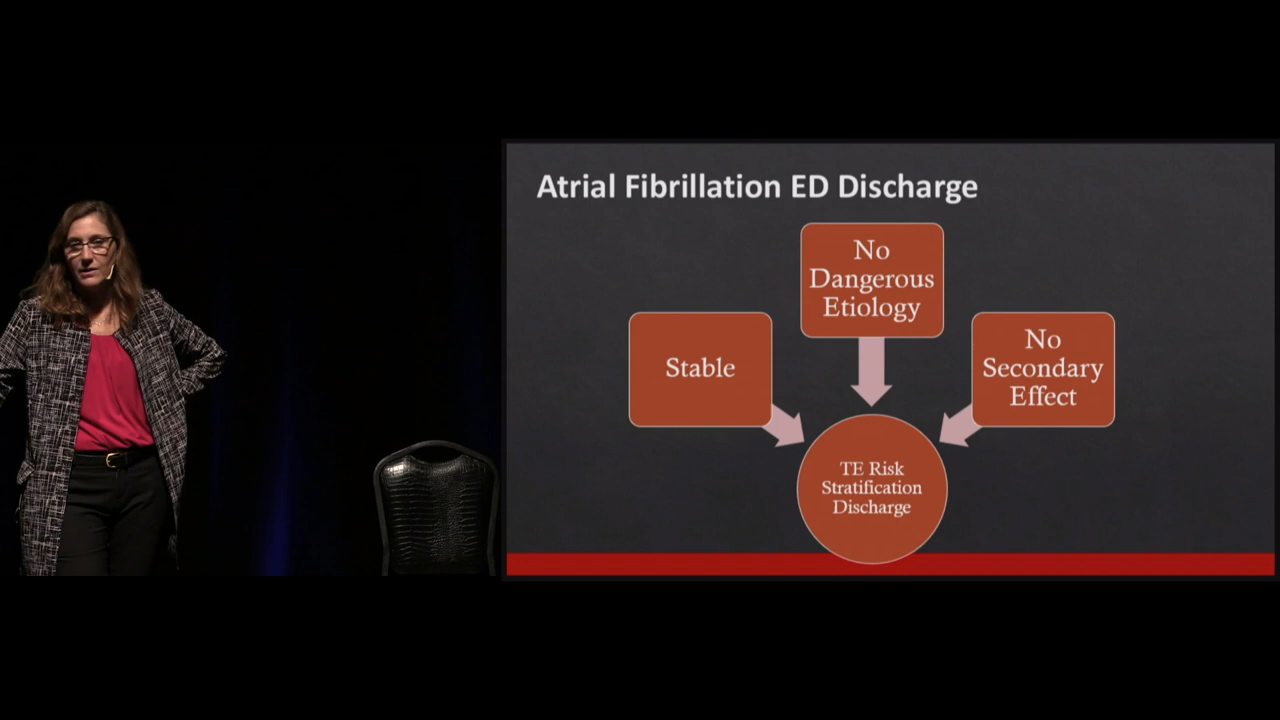 Atrial Fibrillation ED Discharge
No
Dangerous
Etiology
Stable
No
Secondary
Effect
TE Risk
Stratification
Discharge